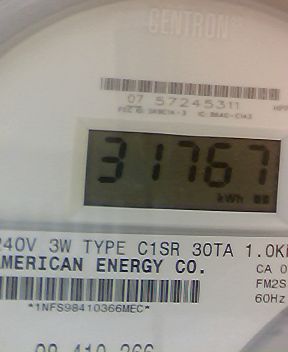 CENTRON
07 57245311
31767
kWh
240V 3W TYPE C1SR 30TA 1.0K
AMERICAN ENERGY CO.
CA 0
FM2S
60Hz
*1NFS98410366MEC*